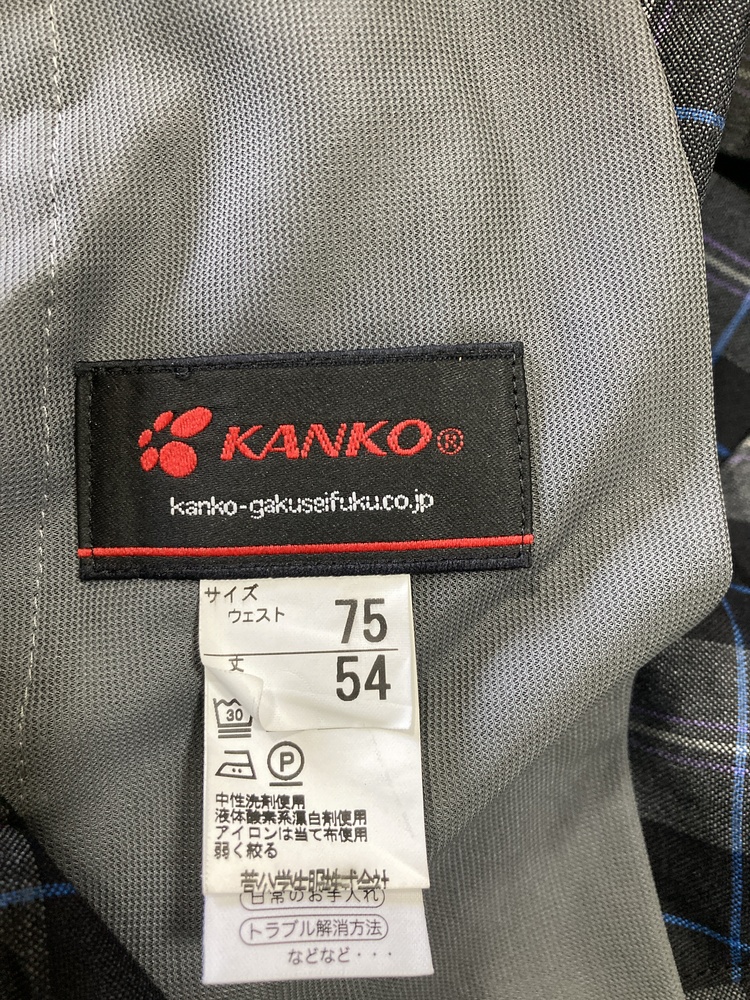 KANKO®
kanko-gakuseifuku.co.jp
サイズ
ウェスト 75
丈 54
30
P
中性洗剤使用
液体酸素系漂白剤使用
アイロンは当て布使用
弱く絞る
日常のお手入れ
トラブル解消方法
などなど・・・